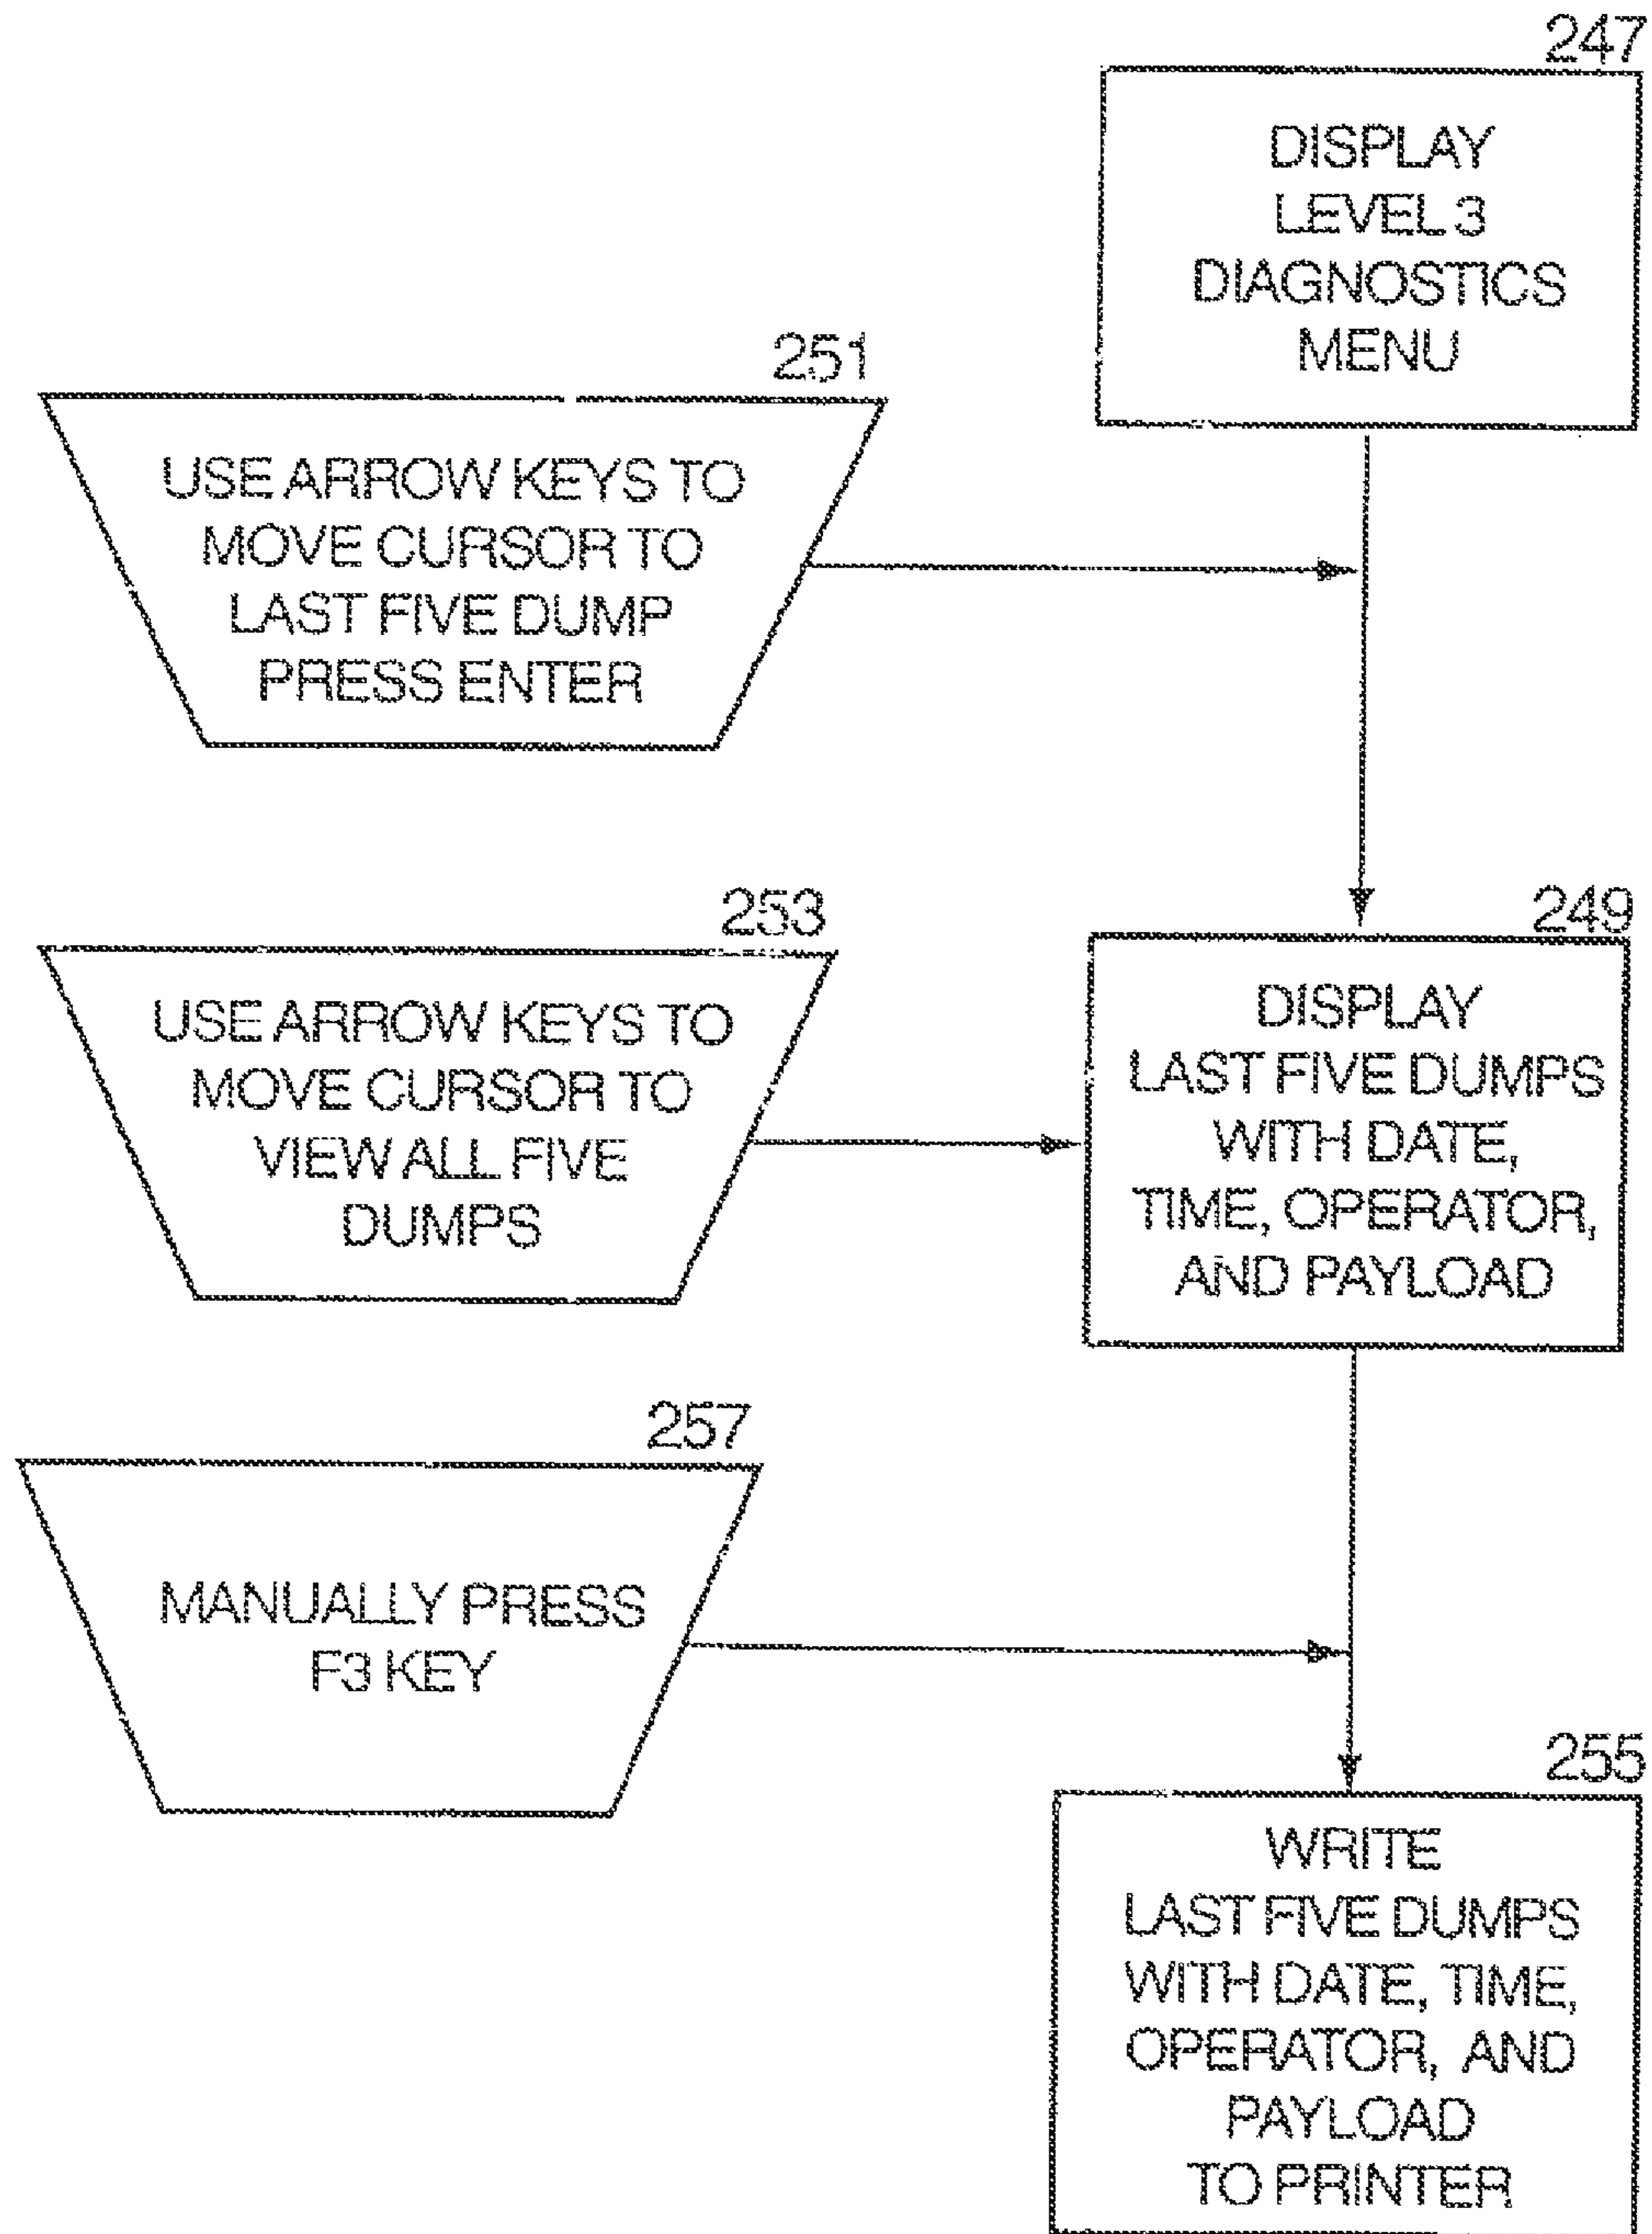 247
DISPLAY
LEVEL 3
DIAGNOSTICS
MENU
251
USE ARROW KEYS TO
MOVE CURSOR TO
LAST FIVE DUMP
PRESS ENTER
253
USE ARROW KEYS TO
MOVE CURSOR TO
VIEW ALL FIVE
DUMPS
249
DISPLAY
LAST FIVE DUMPS
WITH DATE,
TIME, OPERATOR,
AND PAYLOAD
257
MANUALLY PRESS
F3 KEY
255
WRITE
LAST FIVE DUMPS
WITH DATE, TIME,
OPERATOR, AND
PAYLOAD
TO PRINTER